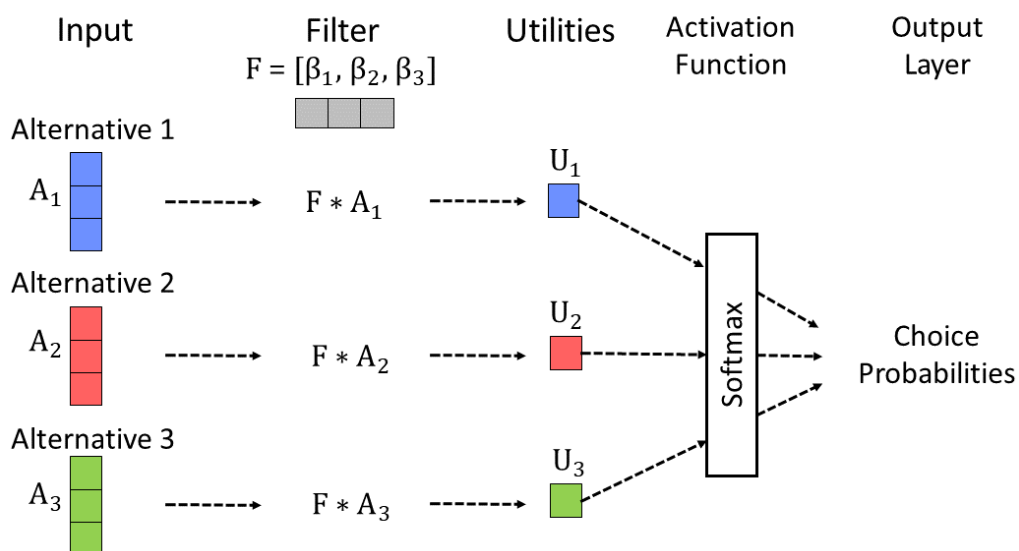 Input
Filter
Utilities
Activation
Function
Output
Layer
F = [β₁, β₂, β₃]
Alternative 1
A₁
F ∗ A₁
U₁
Alternative 2
A₂
F ∗ A₂
U₂
Softmax
Choice
Probabilities
Alternative 3
A₃
F ∗ A₃
U₃